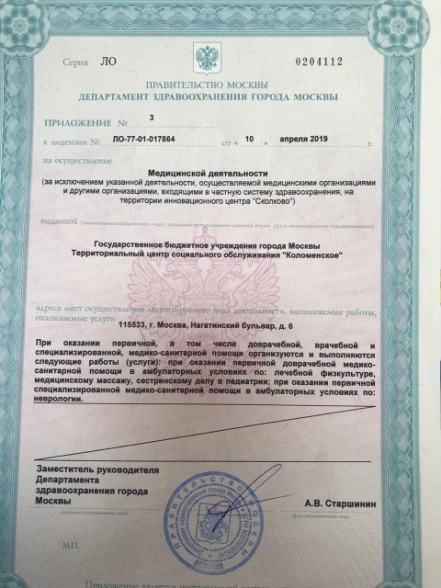 Серия ЛО 0204112
ПРАВИТЕЛЬСТВО МОСКВЫ
ДЕПАРТАМЕНТ ЗДРАВООХРАНЕНИЯ ГОРОДА МОСКВЫ
ПРИЛОЖЕНИЕ № 3
к лицензии № ЛО-77-01-017864 от « 10 » апреля 2019 г.
на осуществление
Медицинской деятельности
(за исключением указанной деятельности, осуществляемой медицинскими организациями
и другими организациями, входящими в частную систему здравоохранения, на
территории инновационного центра "Сколково")
выданной
Государственное бюджетное учреждение города Москвы
Территориальный центр социального обслуживания "Коломенское"
адреса мест осуществления лицензируемого вида деятельности, выполняемые работы,
оказываемые услуги
115533, г. Москва, Нагатинский бульвар, д. 6
При оказании первичной, в том числе доврачебной, врачебной и
специализированной, медико-санитарной помощи организуются и выполняются
следующие работы (услуги): при оказании первичной доврачебной медико-
санитарной помощи в амбулаторных условиях по: лечебной физкультуре,
медицинскому массажу, сестринскому делу в педиатрии; при оказании первичной
специализированной медико-санитарной помощи в амбулаторных условиях по:
неврологии.
Заместитель руководителя
Департамента
здравоохранения города
Москвы
А.В. Старшинин
М.П.
Приложение является неотъемлемой частью лицензии